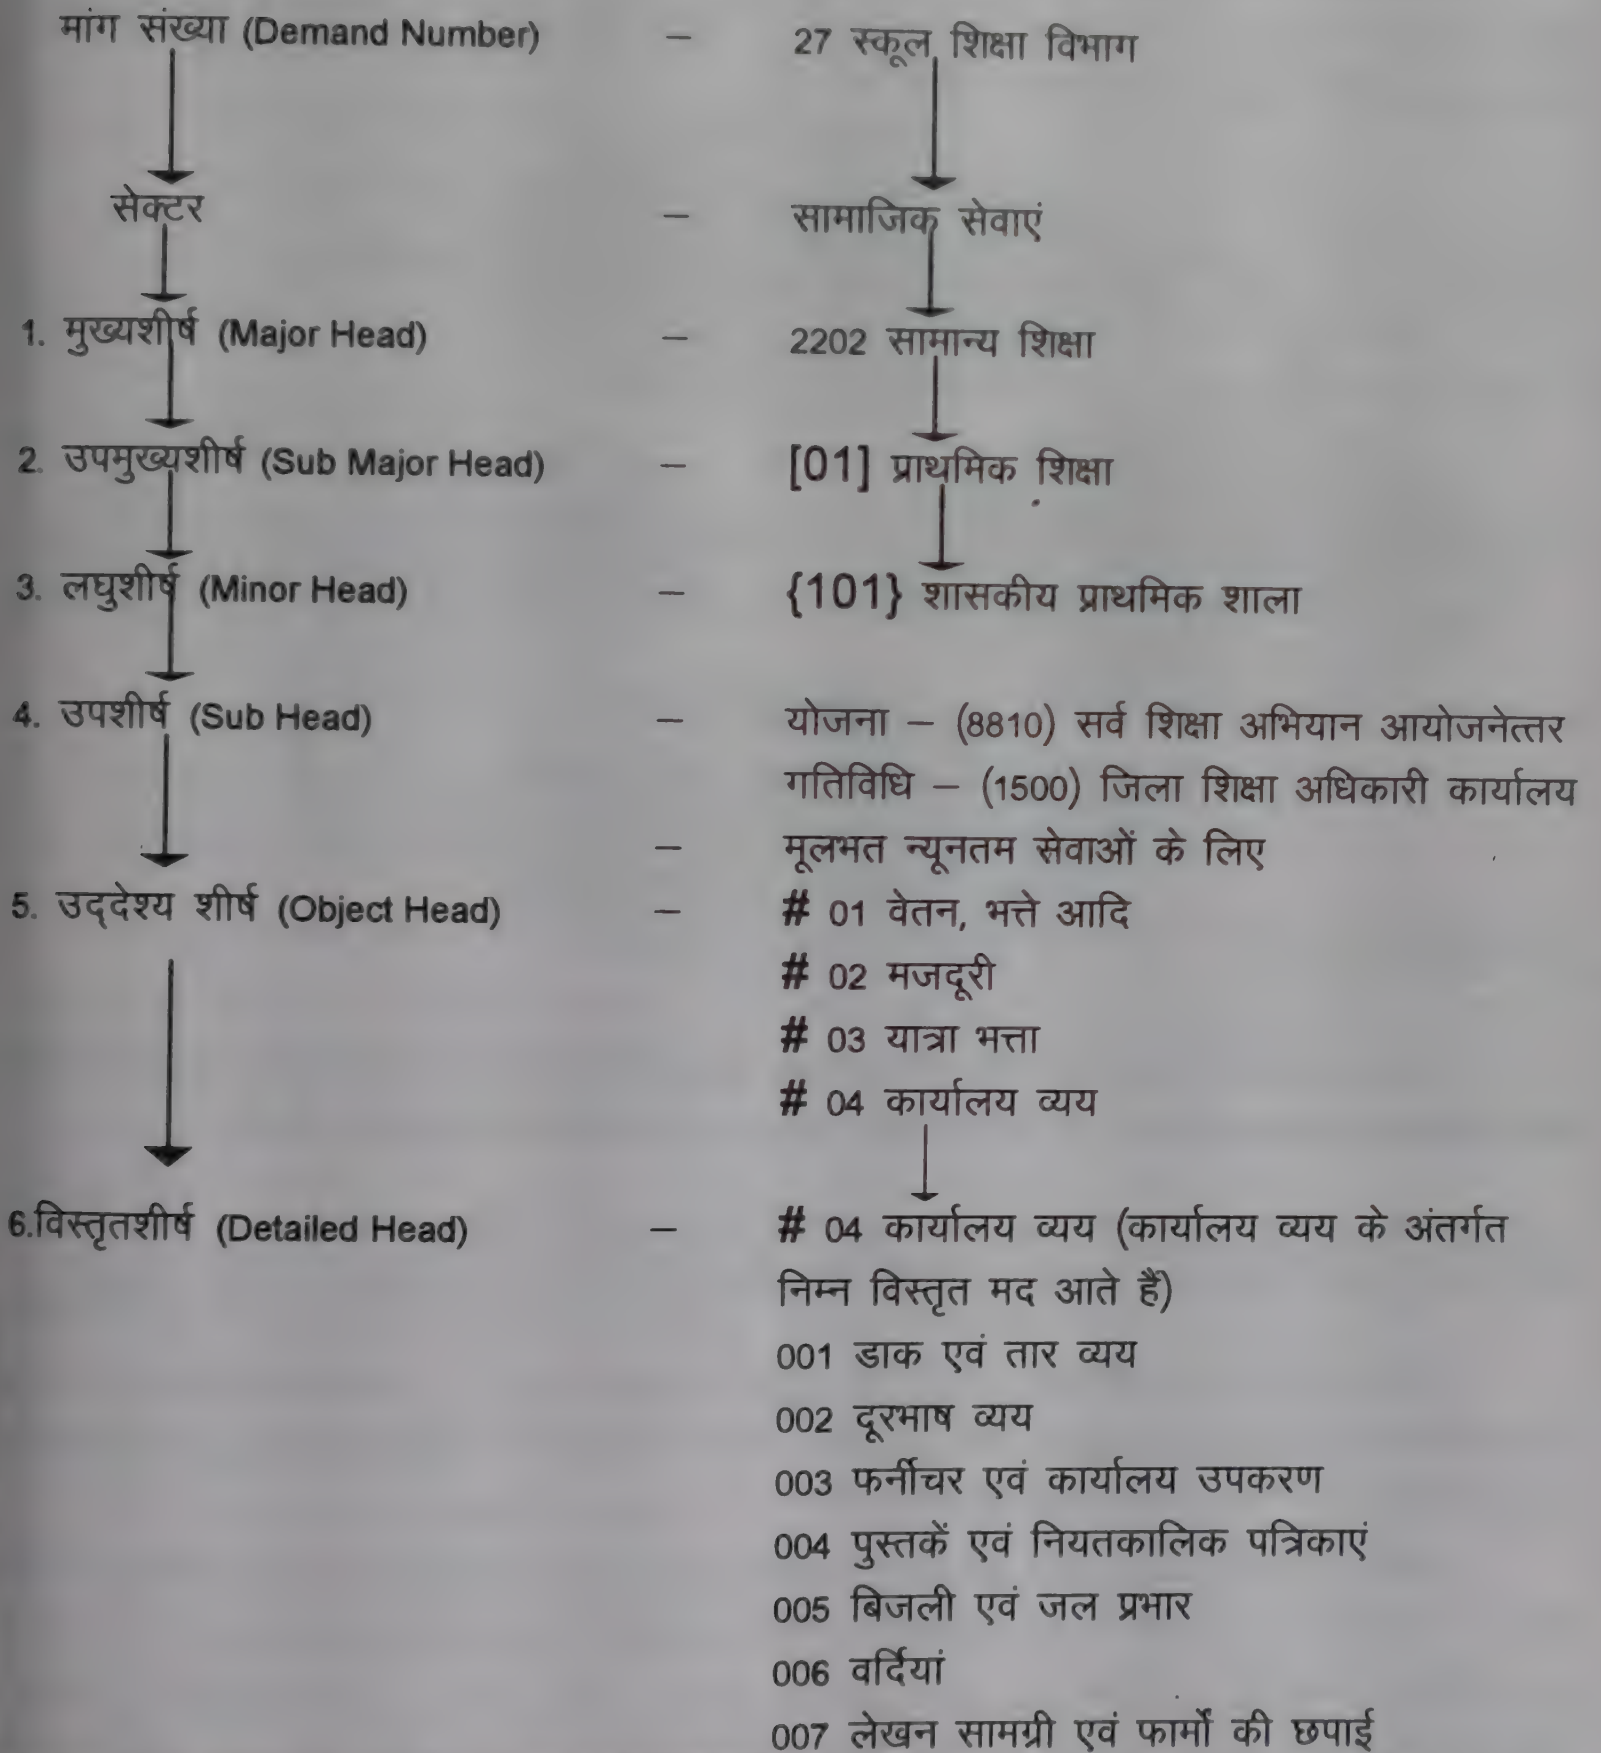 मांग संख्या (Demand Number) – 27 स्कूल शिक्षा विभाग
सेक्टर – सामाजिक सेवाएं
1. मुख्यशीर्ष (Major Head) – 2202 सामान्य शिक्षा
2. उपमुख्यशीर्ष (Sub Major Head) – [01] प्राथमिक शिक्षा
3. लघुशीर्ष (Minor Head) – {101} शासकीय प्राथमिक शाला
4. उपशीर्ष (Sub Head) – योजना – (8810) सर्व शिक्षा अभियान आयोजनेत्तर
गतिविधि – (1500) जिला शिक्षा अधिकारी कार्यालय
– मूलभत न्यूनतम सेवाओं के लिए
5. उद्देश्य शीर्ष (Object Head) – # 01 वेतन, भत्ते आदि
# 02 मजदूरी
# 03 यात्रा भत्ता
# 04 कार्यालय व्यय
6.विस्तृतशीर्ष (Detailed Head) – # 04 कार्यालय व्यय (कार्यालय व्यय के अंतर्गत
निम्न विस्तृत मद आते हैं)
001 डाक एवं तार व्यय
002 दूरभाष व्यय
003 फर्नीचर एवं कार्यालय उपकरण
004 पुस्तकें एवं नियतकालिक पत्रिकाएं
005 बिजली एवं जल प्रभार
006 वर्दियां
007 लेखन सामग्री एवं फार्मो की छपाई